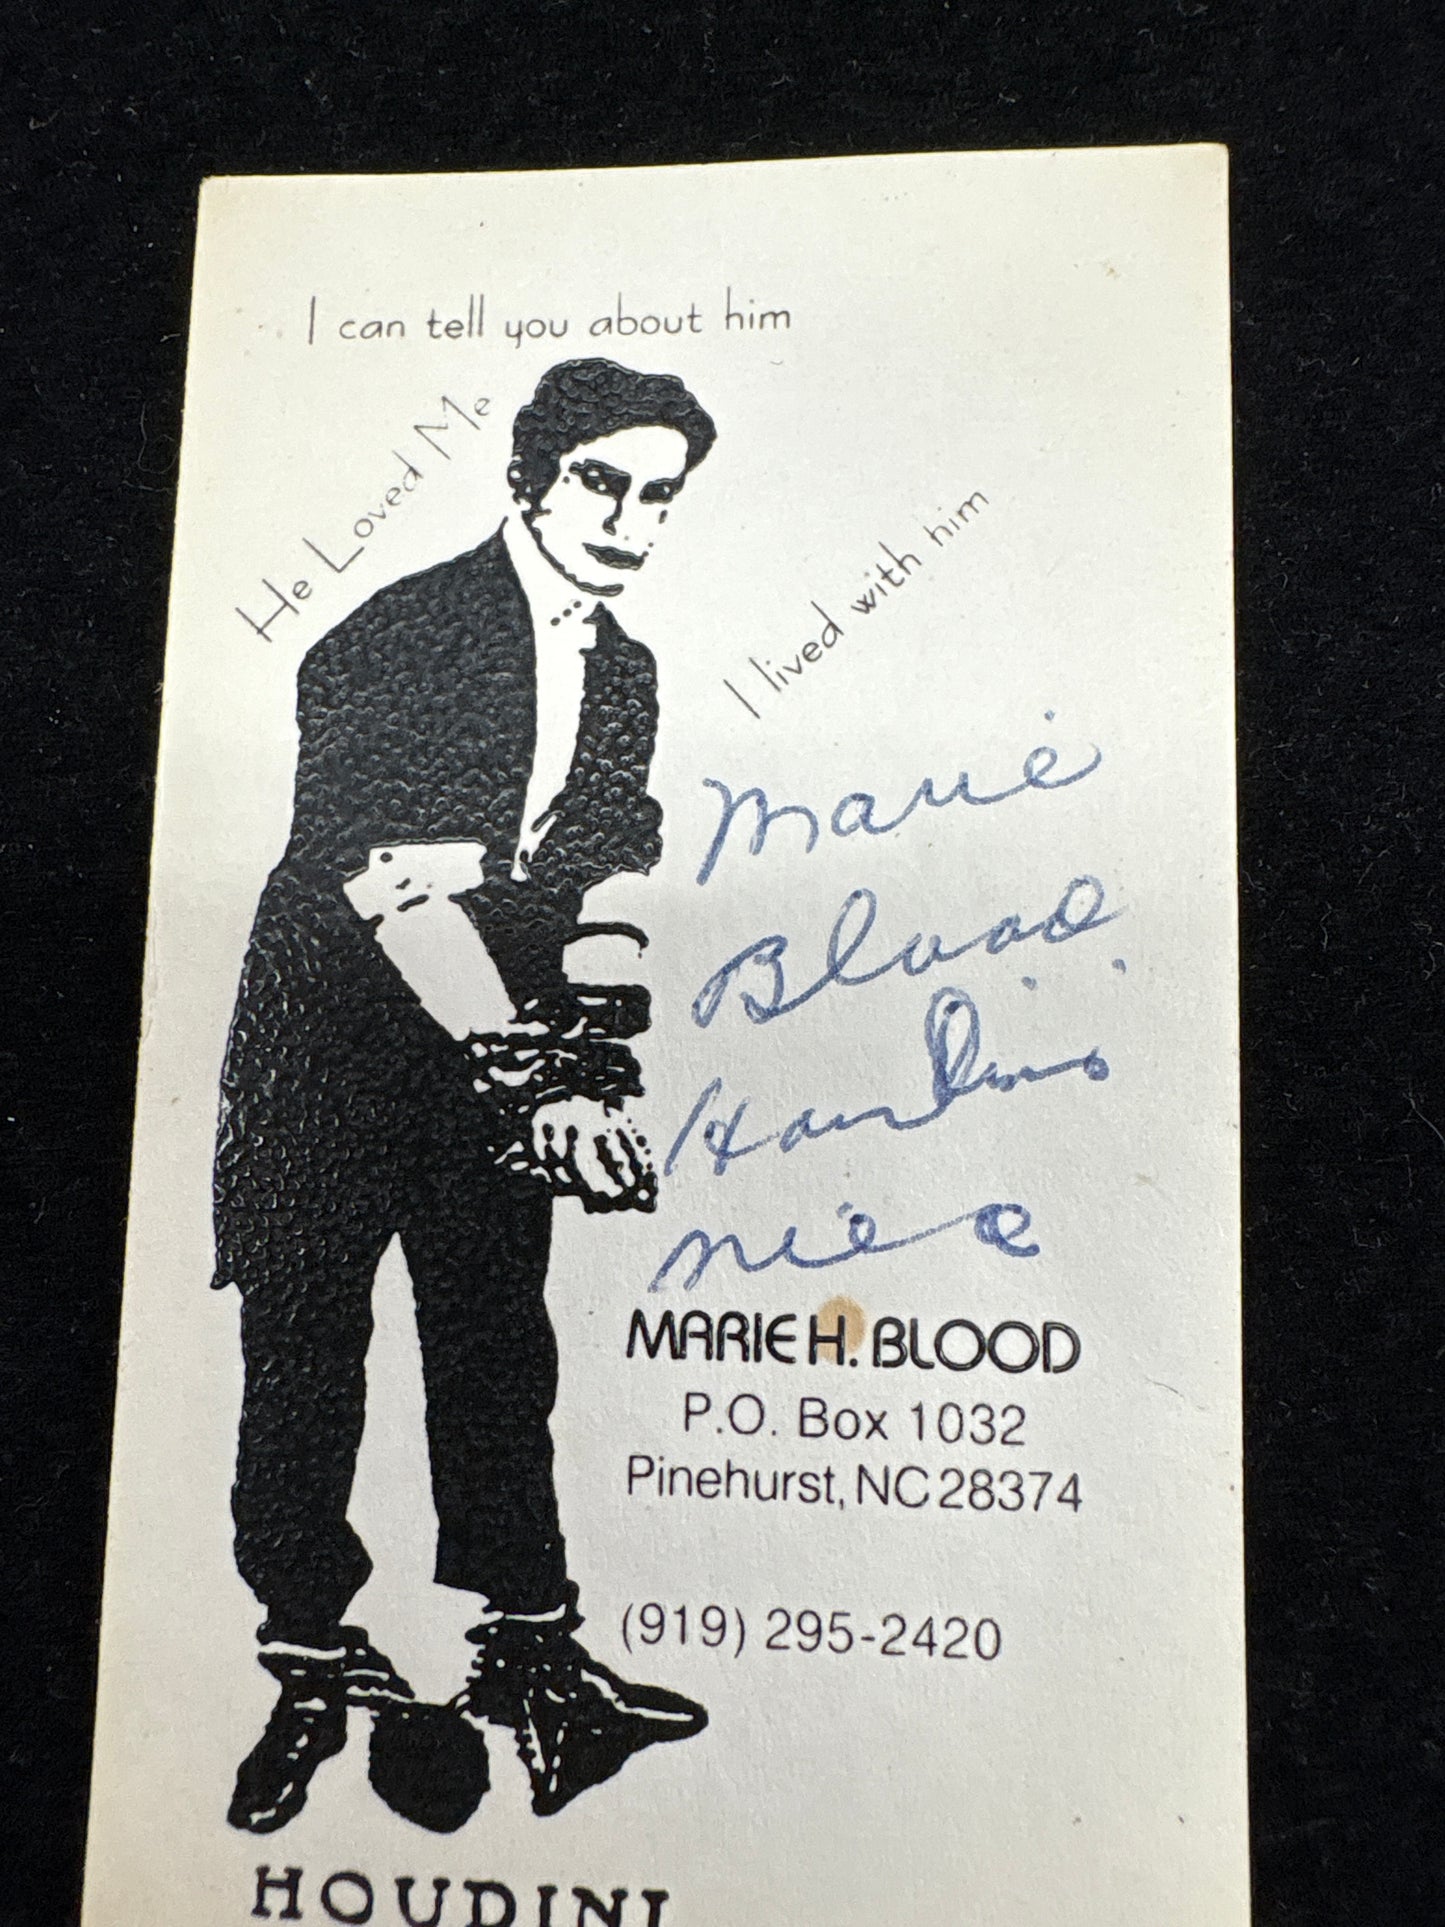 I can tell you about him
He Loved Me
I lived with him
Marie
Blood
Houdini's
niece
MARIE H. BLOOD
P.O. Box 1032
Pinehurst, NC 28374
(919) 295-2420
HOUDINI